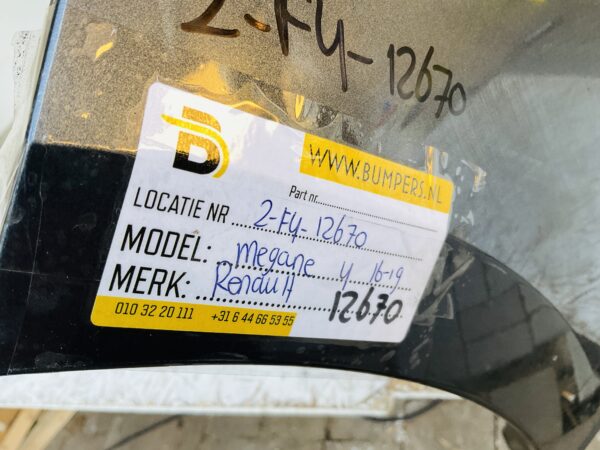 2-F4-12670
B
WWW.BUMPERS.NL
Part nr.
LOCATIE NR 2-F4-12670
MODEL: Megane 4 16-19
MERK: Renault
12670
010 32 20 111 +31 6 44 66 53 55